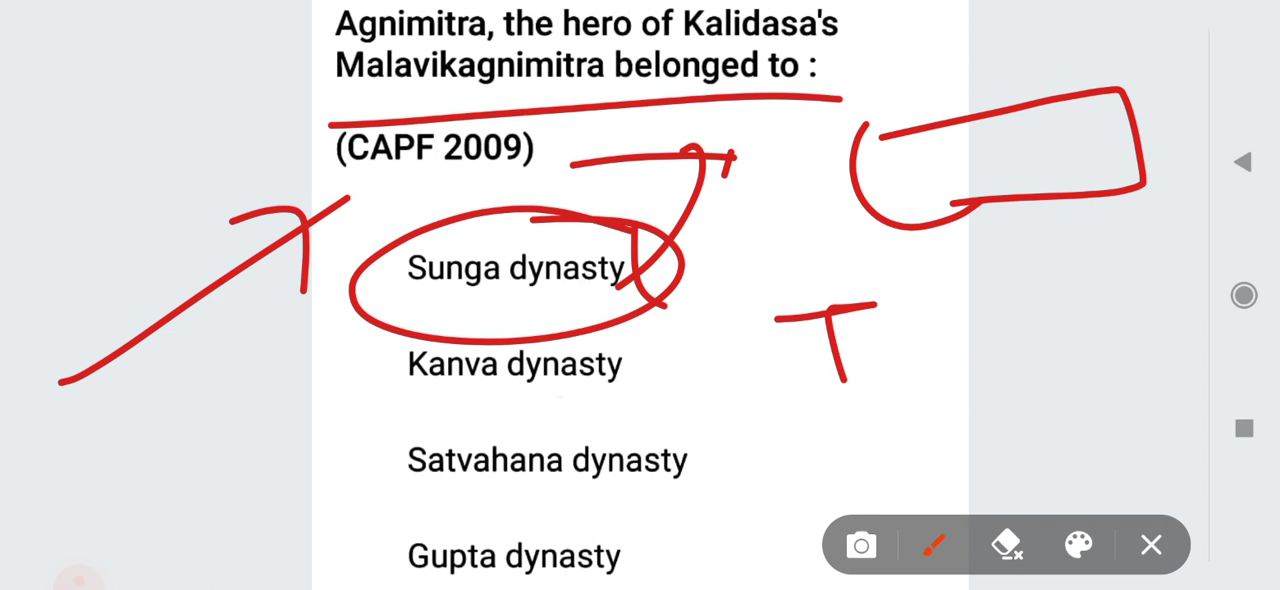 Agnimitra, the hero of Kalidasa's
Malavikagnimitra belonged to :
(CAPF 2009)
Sunga dynasty
Kanva dynasty
Satvahana dynasty
Gupta dynasty